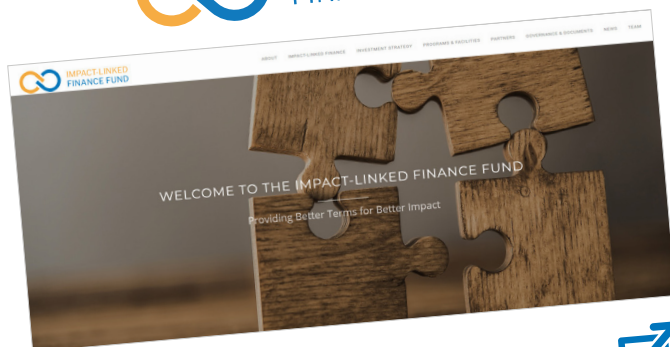 ABOUT IMPACT-LINKED FINANCE INVESTMENT STRATEGY PROGRAMS & FACILITIES PARTNERS GOVERNANCE & DOCUMENTS NEWS TEAM
IMPACT-LINKED
FINANCE FUND
WELCOME TO THE IMPACT-LINKED FINANCE FUND
Providing Better Terms for Better Impact